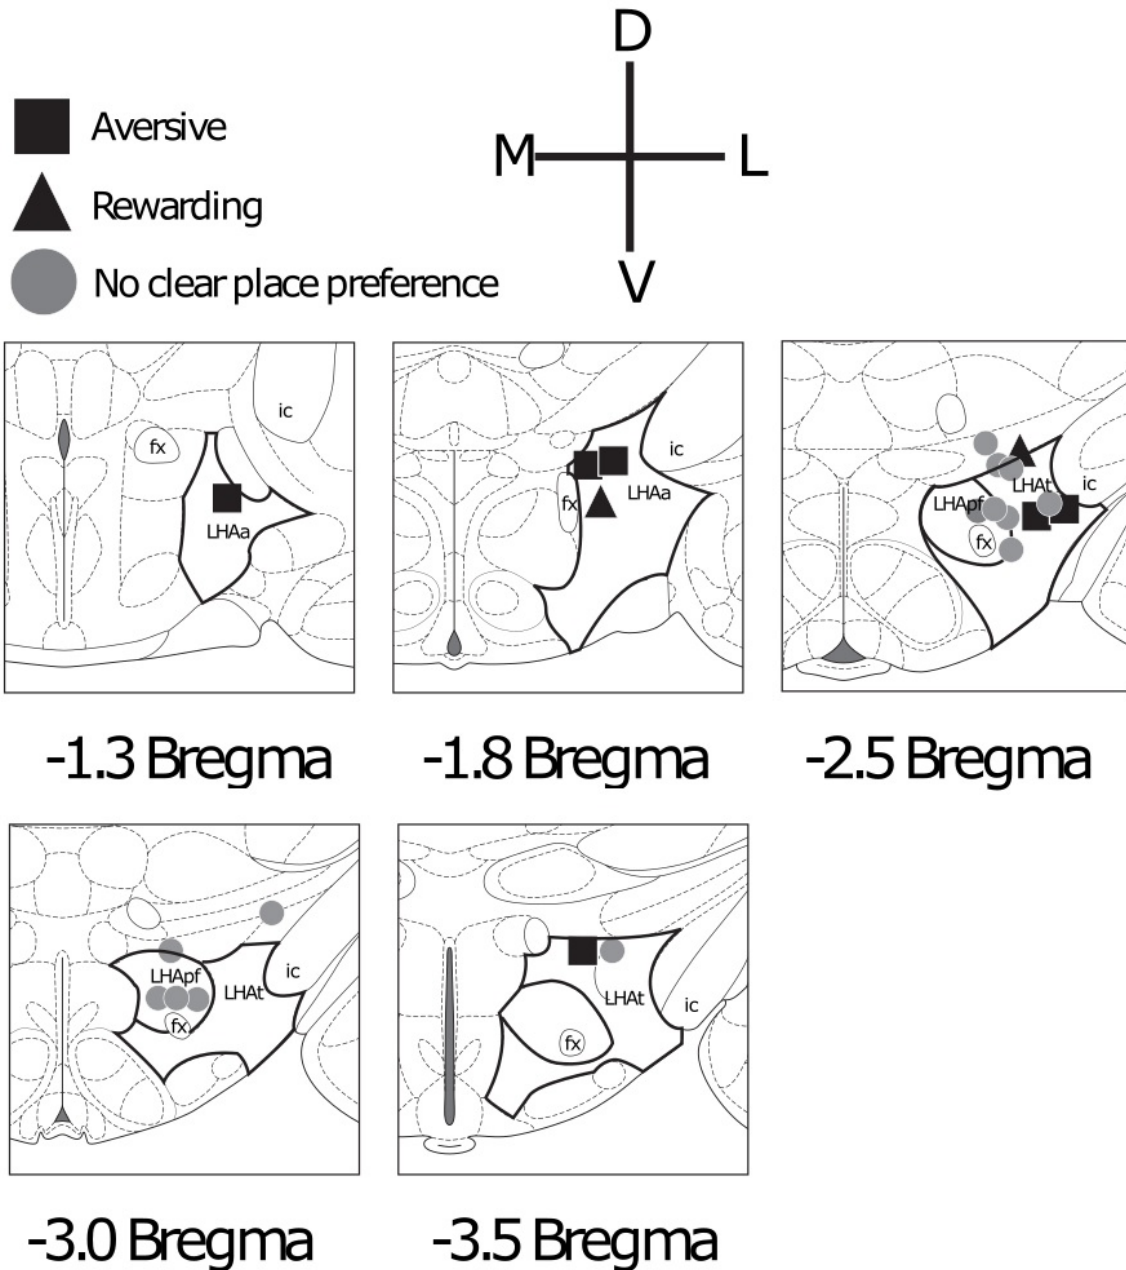 D
Aversive
M L
Rewarding
No clear place preference
V
ic
fx
LHAa
ic
fx
LHAa
LHAt
ic
LHApf
fx
-1.3 Bregma
-1.8 Bregma
-2.5 Bregma
LHApf
ic
LHAt
fx
LHAt
ic
fx
-3.0 Bregma
-3.5 Bregma